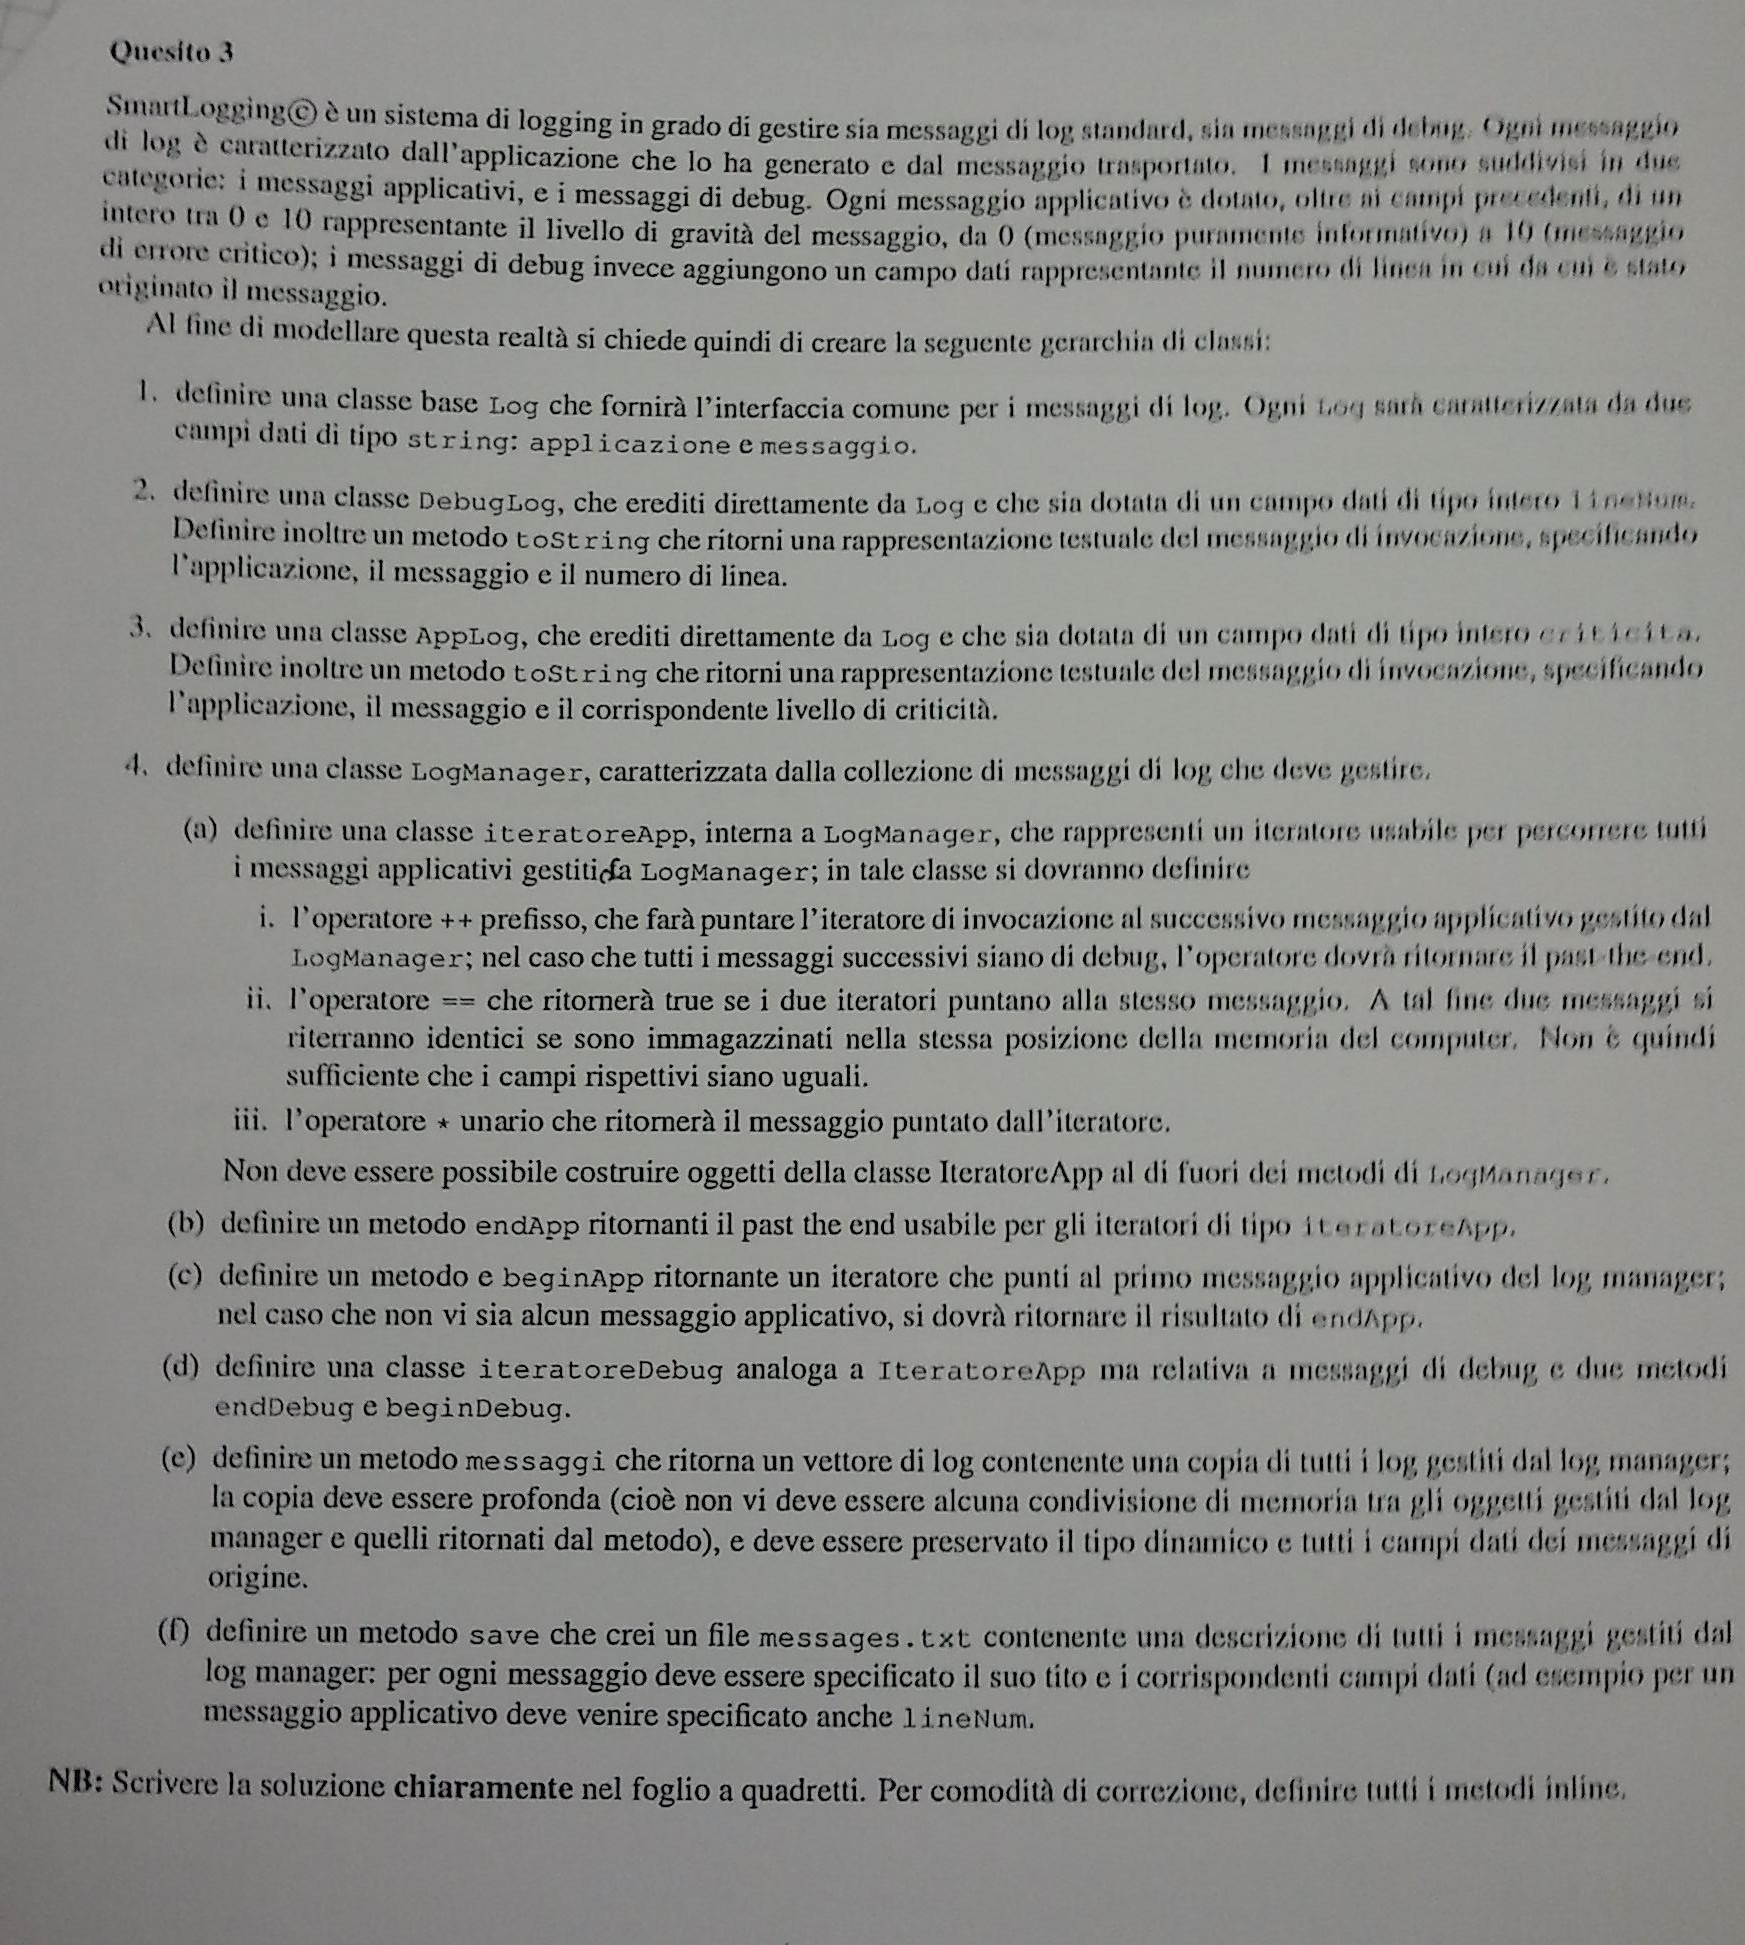 Quesito 3
SmartLogging© è un sistema di logging in grado di gestire sia messaggi di log standard, sia messaggi di debug. Ogni messaggio
di log è caratterizzato dall'applicazione che lo ha generato e dal messaggio trasportato. I messaggi sono suddivisi in due
categorie: i messaggi applicativi, e i messaggi di debug. Ogni messaggio applicativo è dotato, oltre ai campi precedenti, di un
intero tra 0 e 10 rappresentante il livello di gravità del messaggio, da 0 (messaggio puramente informativo) a 10 (messaggio
di errore critico); i messaggi di debug invece aggiungono un campo dati rappresentante il numero di linea in cui da cui è stato
originato il messaggio.
Al fine di modellare questa realtà si chiede quindi di creare la seguente gerarchia di classi:
1. definire una classe base Log che fornirà l'interfaccia comune per i messaggi di log. Ogni Log sarà caratterizzata da due
campi dati di tipo string: applicazione e messaggio.
2. definire una classe DebugLog, che erediti direttamente da Log e che sia dotata di un campo dati di tipo intero lineNum.
Definire inoltre un metodo toString che ritorni una rappresentazione testuale del messaggio di invocazione, specificando
l'applicazione, il messaggio e il numero di linea.
3. definire una classe AppLog, che erediti direttamente da Log e che sia dotata di un campo dati di tipo intero criticita.
Definire inoltre un metodo toString che ritorni una rappresentazione testuale del messaggio di invocazione, specificando
l'applicazione, il messaggio e il corrispondente livello di criticità.
4. definire una classe LogManager, caratterizzata dalla collezione di messaggi di log che deve gestire.
(a) definire una classe iteratoreApp, interna a LogManager, che rappresenti un iteratore usabile per percorrere tutti
i messaggi applicativi gestiti da LogManager; in tale classe si dovranno definire
i. l'operatore ++ prefisso, che farà puntare l'iteratore di invocazione al successivo messaggio applicativo gestito dal
LogManager; nel caso che tutti i messaggi successivi siano di debug, l'operatore dovrà ritornare il past-the-end.
ii. l'operatore == che ritornerà true se i due iteratori puntano alla stesso messaggio. A tal fine due messaggi si
riterranno identici se sono immagazzinati nella stessa posizione della memoria del computer. Non è quindi
sufficiente che i campi rispettivi siano uguali.
iii. l'operatore * unario che ritornerà il messaggio puntato dall'iteratore.
Non deve essere possibile costruire oggetti della classe IteratoreApp al di fuori dei metodi di LogManager.
(b) definire un metodo endApp ritornanti il past the end usabile per gli iteratori di tipo iteratoreApp.
(c) definire un metodo e beginApp ritornante un iteratore che punti al primo messaggio applicativo del log manager;
nel caso che non vi sia alcun messaggio applicativo, si dovrà ritornare il risultato di endApp.
(d) definire una classe iteratoreDebug analoga a IteratoreApp ma relativa a messaggi di debug e due metodi
endDebug e beginDebug.
(e) definire un metodo messaggi che ritorna un vettore di log contenente una copia di tutti i log gestiti dal log manager;
la copia deve essere profonda (cioè non vi deve essere alcuna condivisione di memoria tra gli oggetti gestiti dal log
manager e quelli ritornati dal metodo), e deve essere preservato il tipo dinamico e tutti i campi dati dei messaggi di
origine.
(f) definire un metodo save che crei un file messages.txt contenente una descrizione di tutti i messaggi gestiti dal
log manager: per ogni messaggio deve essere specificato il suo tito e i corrispondenti campi dati (ad esempio per un
messaggio applicativo deve venire specificato anche lineNum.
NB: Scrivere la soluzione chiaramente nel foglio a quadretti. Per comodità di correzione, definire tutti i metodi inline.